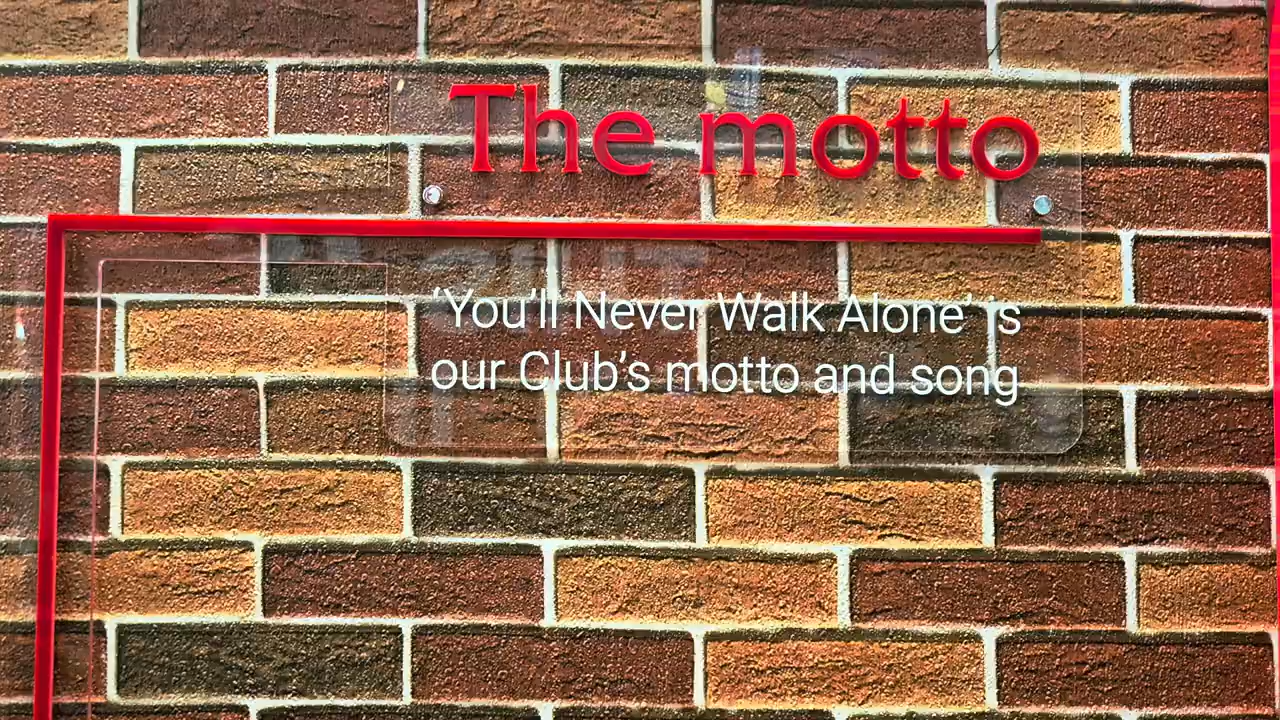 The motto
‘You’ll Never Walk Alone’ is
our Club’s motto and song